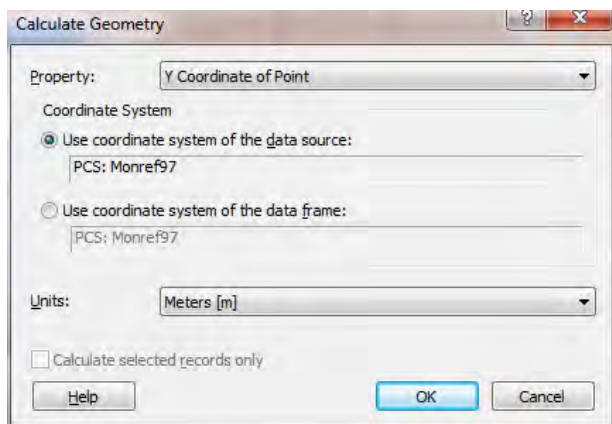 Calculate Geometry
Property: Y Coordinate of Point
Coordinate System
Use coordinate system of the data source:
PCS: Monref97
Use coordinate system of the data frame:
PCS: Monref97
Units: Meters [m]
Calculate selected records only
Help OK Cancel